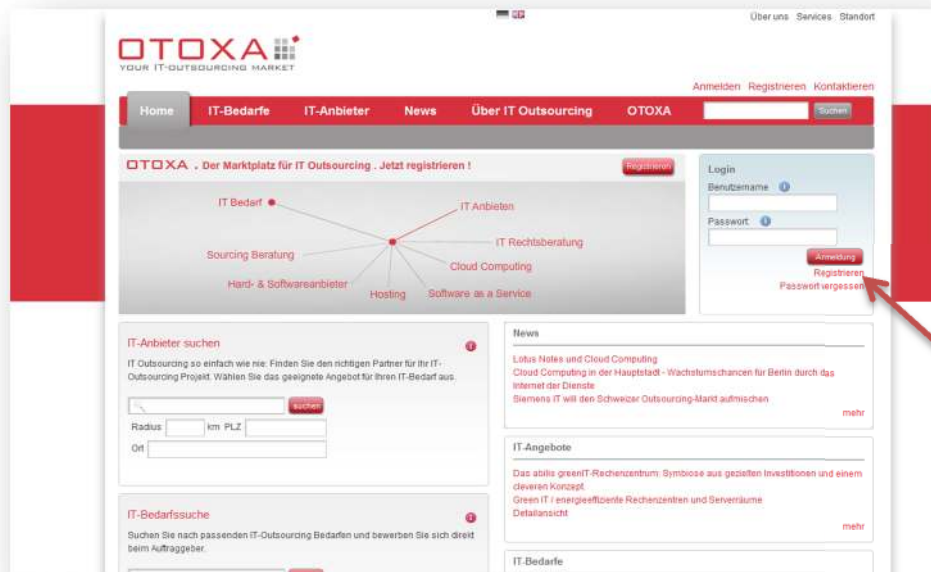 Über uns Services Standort
OTOXA
YOUR IT-OUTSOURCING MARKET
Anmelden Registrieren Kontaktieren
Home IT-Bedarfe IT-Anbieter News Über IT Outsourcing OTOXA Suchen
OTOXA . Der Marktplatz für IT Outsourcing . Jetzt registrieren ! Registrieren
IT Bedarf
IT Anbieten
IT Rechtsberatung
Sourcing Beratung
Cloud Computing
Hard- & Softwareanbieter
Hosting
Software as a Service
Login
Benutzername
Passwort
Anmeldung
Registrieren
Passwort vergessen
IT-Anbieter suchen
IT Outsourcing so einfach wie nie: Finden Sie den richtigen Partner für Ihr IT-
Outsourcing Projekt. Wählen Sie das geeignete Angebot für Ihren IT-Bedarf aus.
suchen
Radius km PLZ
Ort
IT-Bedarfssuche
Suchen Sie nach passenden IT-Outsourcing Bedarfen und bewerben Sie sich direkt
beim Auftraggeber.
News
Lotus Notes und Cloud Computing
Cloud Computing in der Hauptstadt - Wachstumschancen für Berlin durch das
Internet der Dienste
Siemens IT will den Schweizer Outsourcing-Markt aufmischen
mehr
IT-Angebote
Das abilis greenIT-Rechenzentrum: Symbiose aus gezielten Investitionen und einem
cleveren Konzept.
Green IT / energieeffiziente Rechenzentren und Serverräume
Detailansicht
mehr
IT-Bedarfe